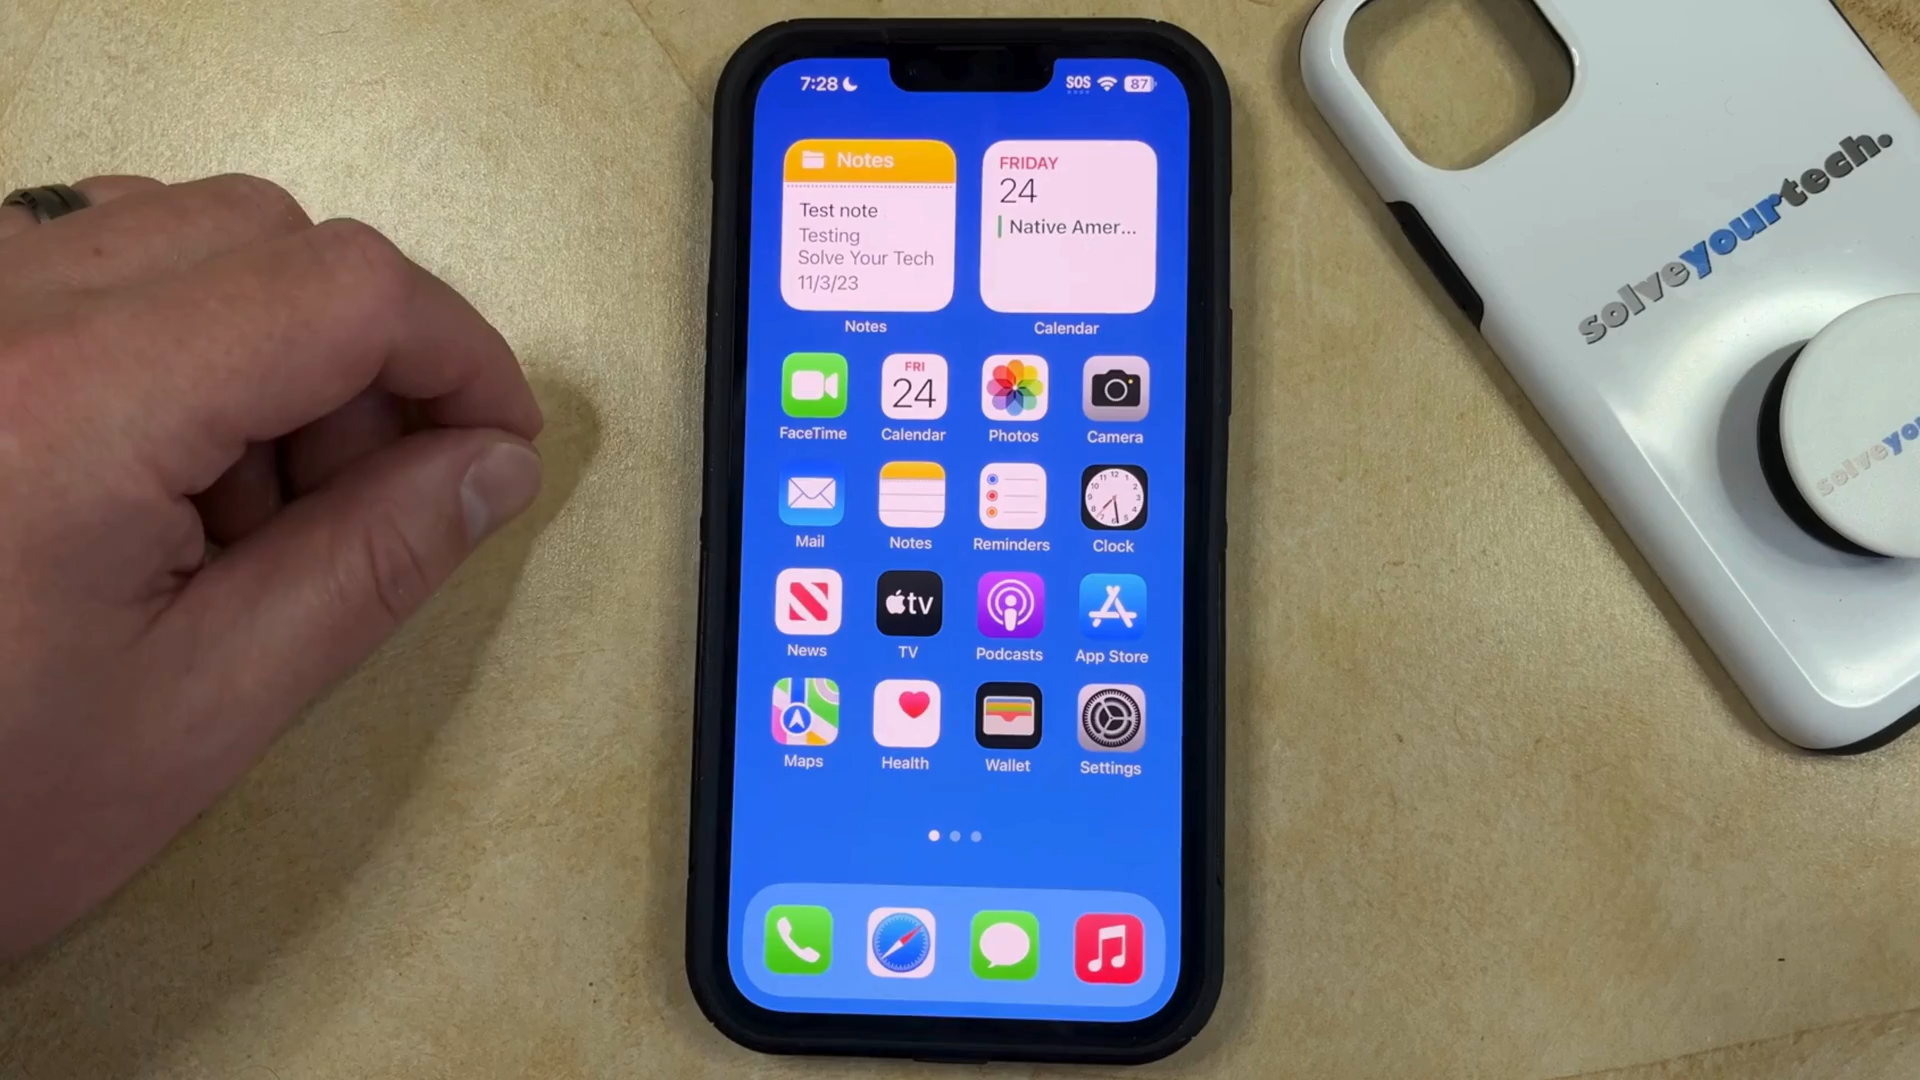 7:28
SOS
87
Notes
Test note
Testing
Solve Your Tech
11/3/23
Notes
FRIDAY
24
Native Amer...
Calendar
FaceTime
FRI
24
Calendar
Photos
Camera
Mail
Notes
Reminders
Clock
News
tv
TV
Podcasts
App Store
Maps
Health
Wallet
Settings
solveyourtech.
solveyou